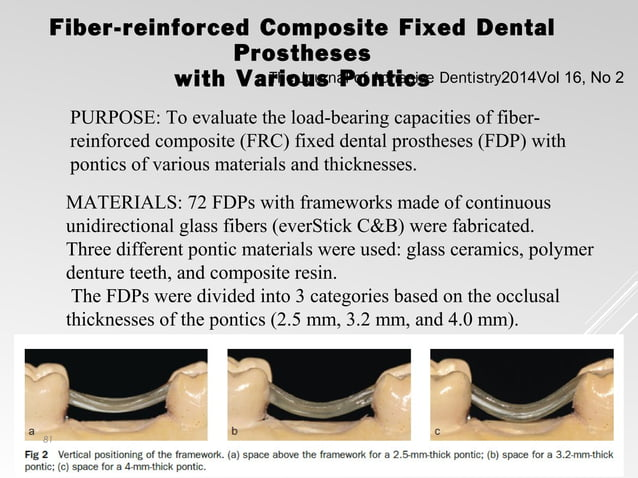 Fiber-reinforced Composite Fixed Dental
Prostheses
with Various Pontics
The Journal of Adhesive Dentistry2014Vol 16, No 2
PURPOSE: To evaluate the load-bearing capacities of fiber-
reinforced composite (FRC) fixed dental prostheses (FDP) with
pontics of various materials and thicknesses.
MATERIALS: 72 FDPs with frameworks made of continuous
unidirectional glass fibers (everStick C&B) were fabricated.
Three different pontic materials were used: glass ceramics, polymer
denture teeth, and composite resin.
The FDPs were divided into 3 categories based on the occlusal
thicknesses of the pontics (2.5 mm, 3.2 mm, and 4.0 mm).
a b c
81
Fig 2 Vertical positioning of the framework. (a) space above the framework for a 2.5-mm-thick pontic; (b) space for a 3.2-mm-thick
pontic; (c) space for a 4-mm-thick pontic.